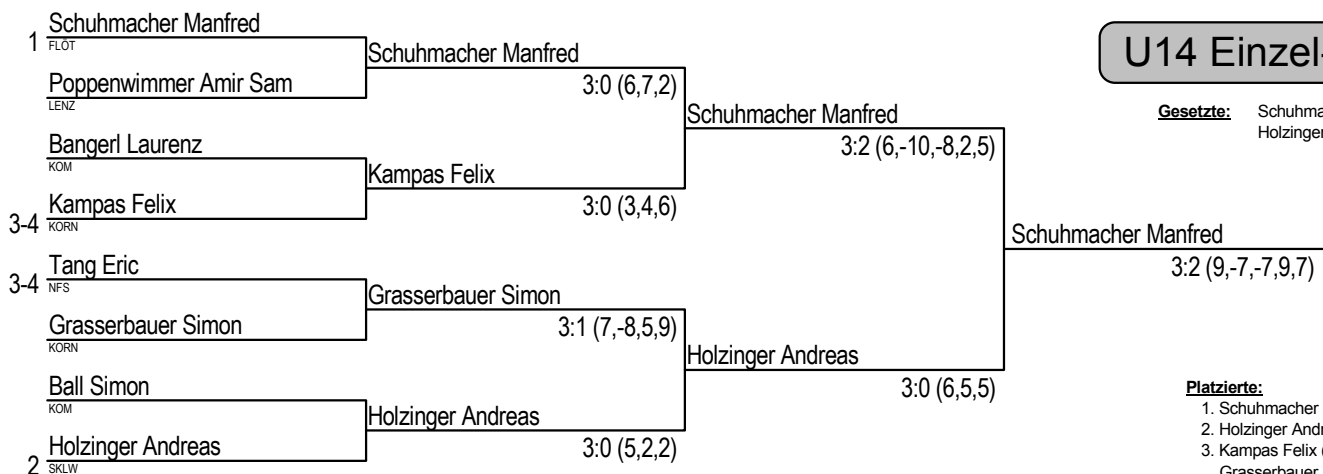 Schuhmacher Manfred
1 FLÖT
Poppenwimmer Amir Sam
LENZ
Bangerl Laurenz
KOM
Kampas Felix
3-4 KORN
Tang Eric
3-4 NFS
Grasserbauer Simon
KORN
Ball Simon
KOM
Holzinger Andreas
2 SKLW
Schuhmacher Manfred
3:0 (6,7,2)
Kampas Felix
3:0 (3,4,6)
Grasserbauer Simon
3:1 (7,-8,5,9)
Holzinger Andreas
3:0 (5,2,2)
Schuhmacher Manfred
3:2 (6,-10,-8,2,5)
Holzinger Andreas
3:0 (6,5,5)
Schuhmacher Manfred
3:2 (9,-7,-7,9,7)
U14 Einzel-
Gesetzte: Schuhma
Holzinger
Platzierte:
1. Schuhmacher
2. Holzinger Andr
3. Kampas Felix (
Grasserbauer